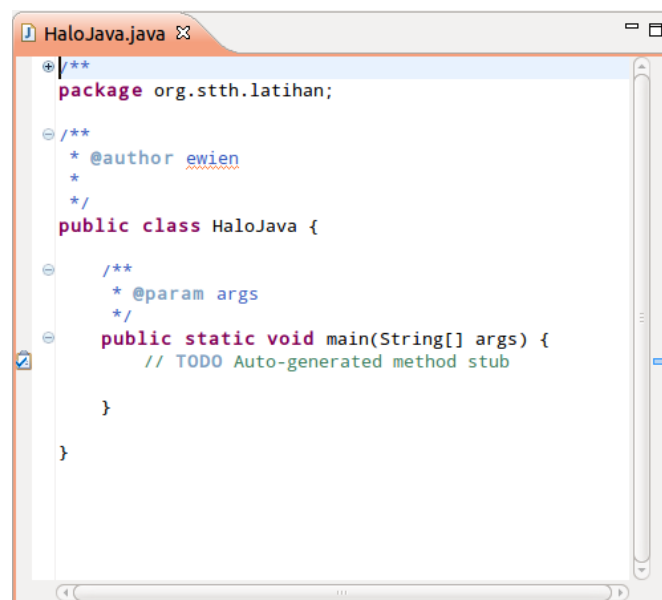 HaloJava.java
/**
package org.stth.latihan;
/**
* @author ewien
*
*/
public class HaloJava {
/**
* @param args
*/
public static void main(String[] args) {
// TODO Auto-generated method stub
}
}